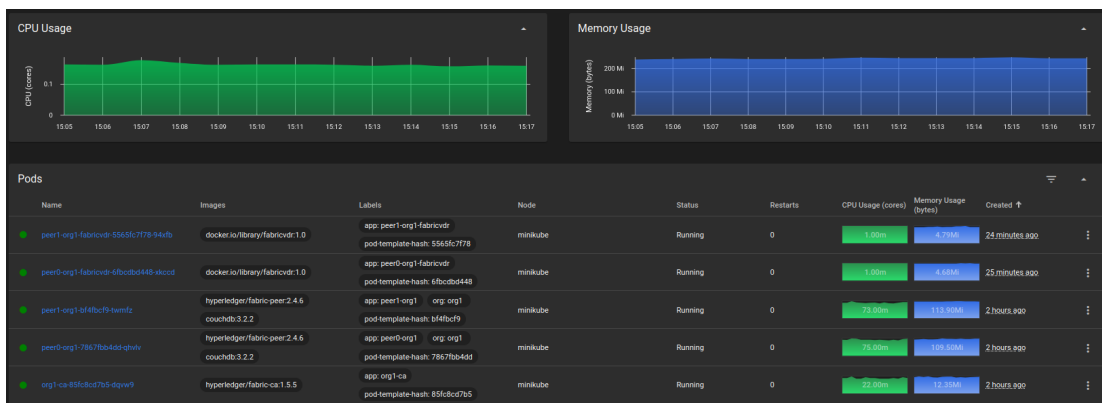 CPU Usage
CPU (cores)
0.1
0
15:05 15:06 15:07 15:08 15:09 15:10 15:11 15:12 15:13 15:14 15:15 15:16 15:17
Memory Usage
Memory (bytes)
200 Mi
100 Mi
0 Mi
15:05 15:06 15:07 15:08 15:09 15:10 15:11 15:12 15:13 15:14 15:15 15:16 15:17
Pods
Name Images Labels Node Status Restarts CPU Usage (cores) Memory Usage (bytes) Created
peer1-org1-fabricvdr-5565fc7f78-94xfb docker.io/library/fabricvdr:1.0 app: peer1-org1-fabricvdr minikube Running 0 1.00m 4.79Mi 24 minutes ago
pod-template-hash: 5565fc7f78
peer0-org1-fabricvdr-6fbcdbd448-xkccd docker.io/library/fabricvdr:1.0 app: peer0-org1-fabricvdr minikube Running 0 1.00m 4.68Mi 25 minutes ago
pod-template-hash: 6fbcdbd448
peer1-org1-bf4fbcf9-twmfz hyperledger/fabric-peer:2.4.6 app: peer1-org1 org: org1 minikube Running 0 73.00m 113.90Mi 2 hours ago
couchdb:3.2.2 pod-template-hash: bf4fbcf9
peer0-org1-7867fbb4dd-qhviv hyperledger/fabric-peer:2.4.6 app: peer0-org1 org: org1 minikube Running 0 75.00m 109.50Mi 2 hours ago
couchdb:3.2.2 pod-template-hash: 7867fbb4dd
org1-ca-85fc8cd7b5-dqvw9 hyperledger/fabric-ca:1.5.5 app: org1-ca minikube Running 0 22.00m 12.35Mi 2 hours ago
pod-template-hash: 85fc8cd7b5